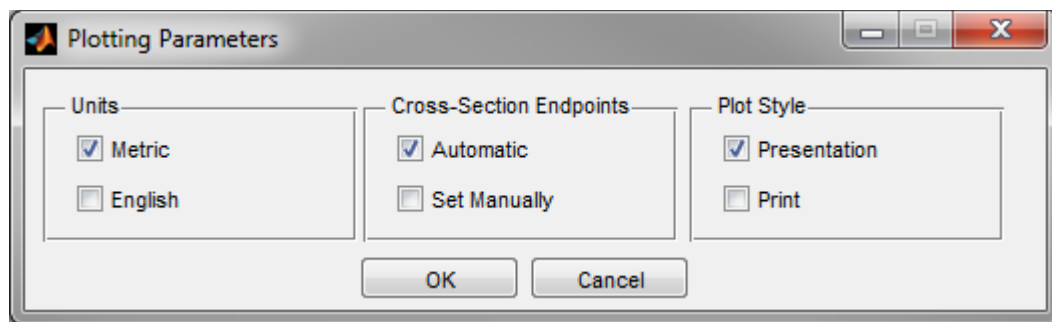 Plotting Parameters
Units
Metric
English
Cross-Section Endpoints
Automatic
Set Manually
Plot Style
Presentation
Print
OK
Cancel